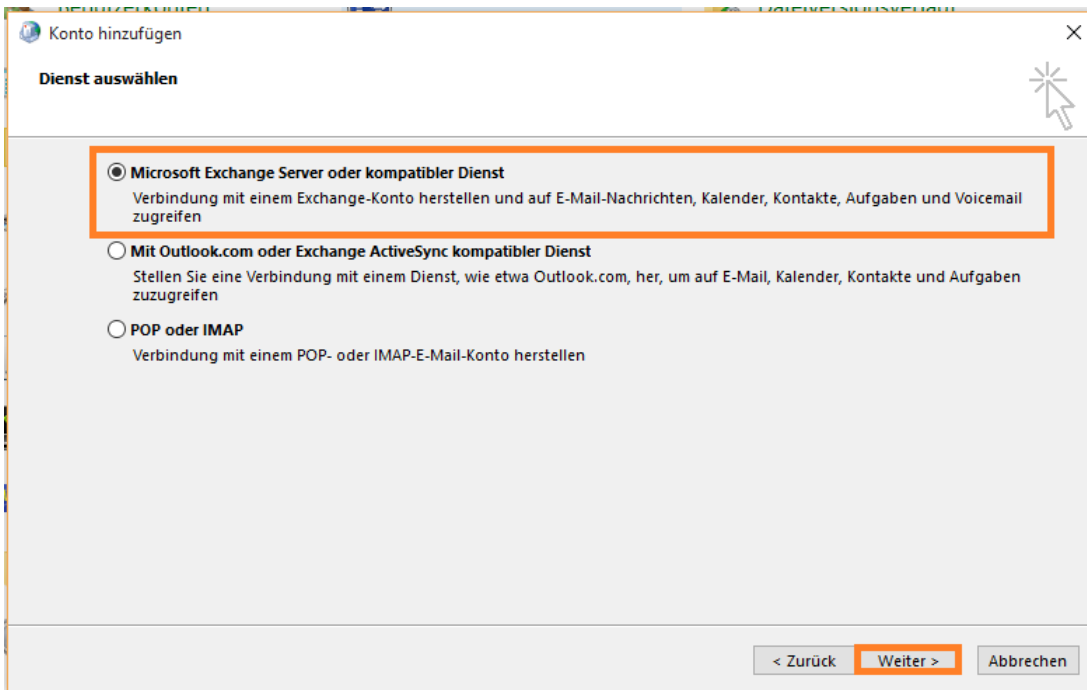 Benutzerkonten
Dateiversionsverlauf
Konto hinzufügen
Dienst auswählen
Microsoft Exchange Server oder kompatibler Dienst
Verbindung mit einem Exchange-Konto herstellen und auf E-Mail-Nachrichten, Kalender, Kontakte, Aufgaben und Voicemail
zugreifen
Mit Outlook.com oder Exchange ActiveSync kompatibler Dienst
Stellen Sie eine Verbindung mit einem Dienst, wie etwa Outlook.com, her, um auf E-Mail, Kalender, Kontakte und Aufgaben
zuzugreifen
POP oder IMAP
Verbindung mit einem POP- oder IMAP-E-Mail-Konto herstellen
< Zurück
Weiter >
Abbrechen